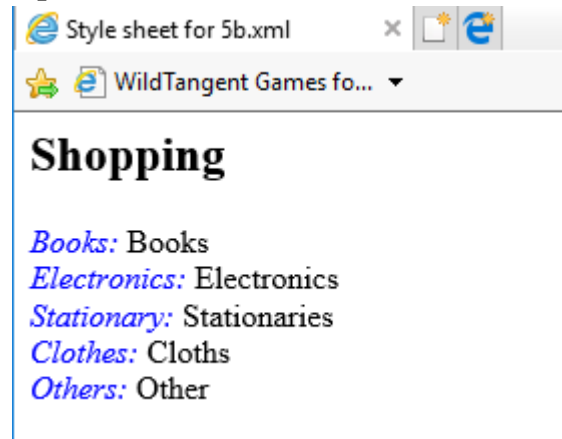 Style sheet for 5b.xml
WildTangent Games fo...
Shopping
Books: Books
Electronics: Electronics
Stationary: Stationaries
Clothes: Cloths
Others: Other